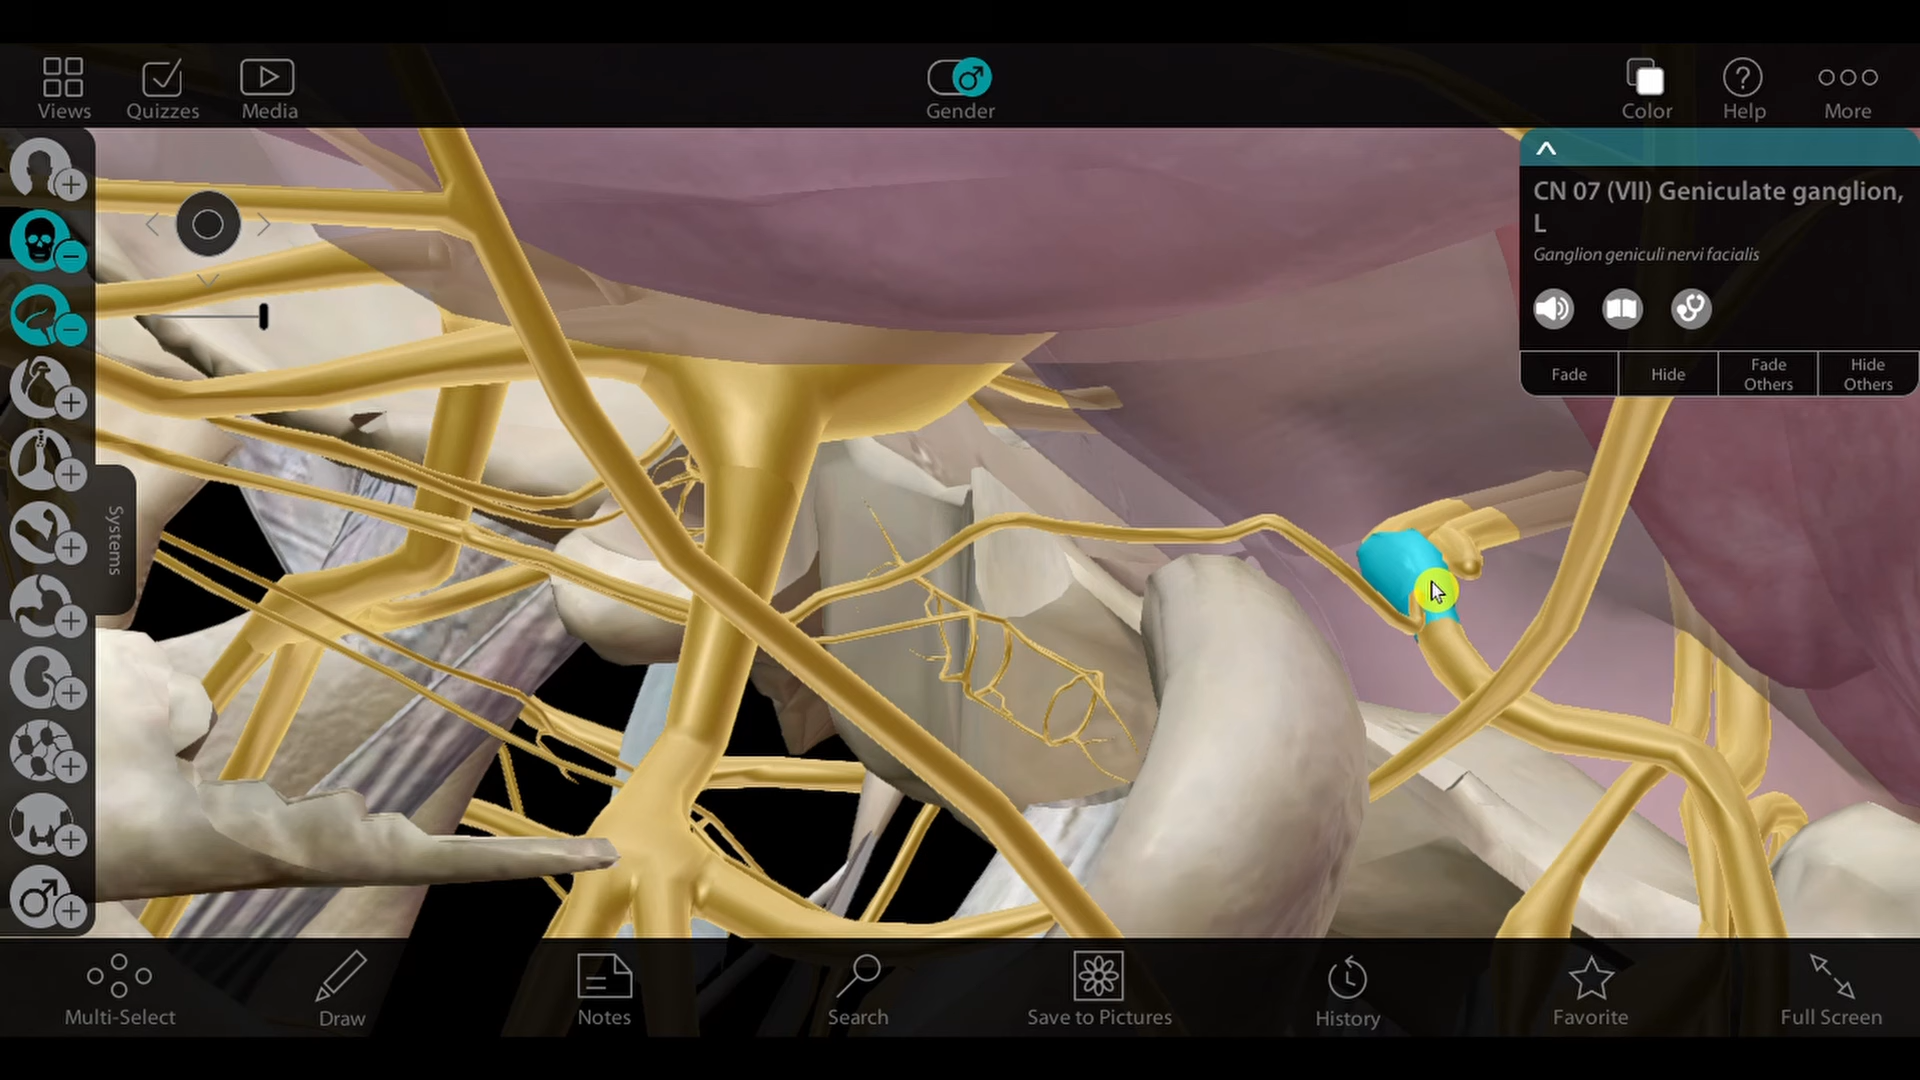 Views
Quizzes
Media
Gender
Color
Help
More
CN 07 (VII) Geniculate ganglion,
L
Ganglion geniculi nervi facialis
Fade
Hide
Fade
Others
Hide
Others
Systems
Multi-Select
Draw
Notes
Search
Save to Pictures
History
Favorite
Full Screen